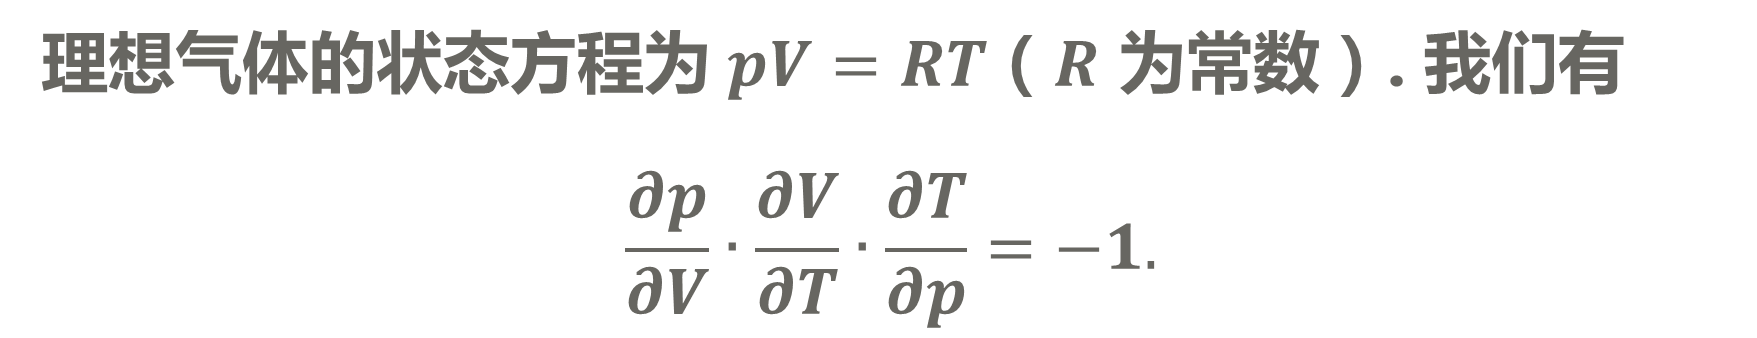 理想气体的状态方程为 pV = RT（ R 为常数）. 我们有
∂p/∂V · ∂V/∂T · ∂T/∂p = −1.